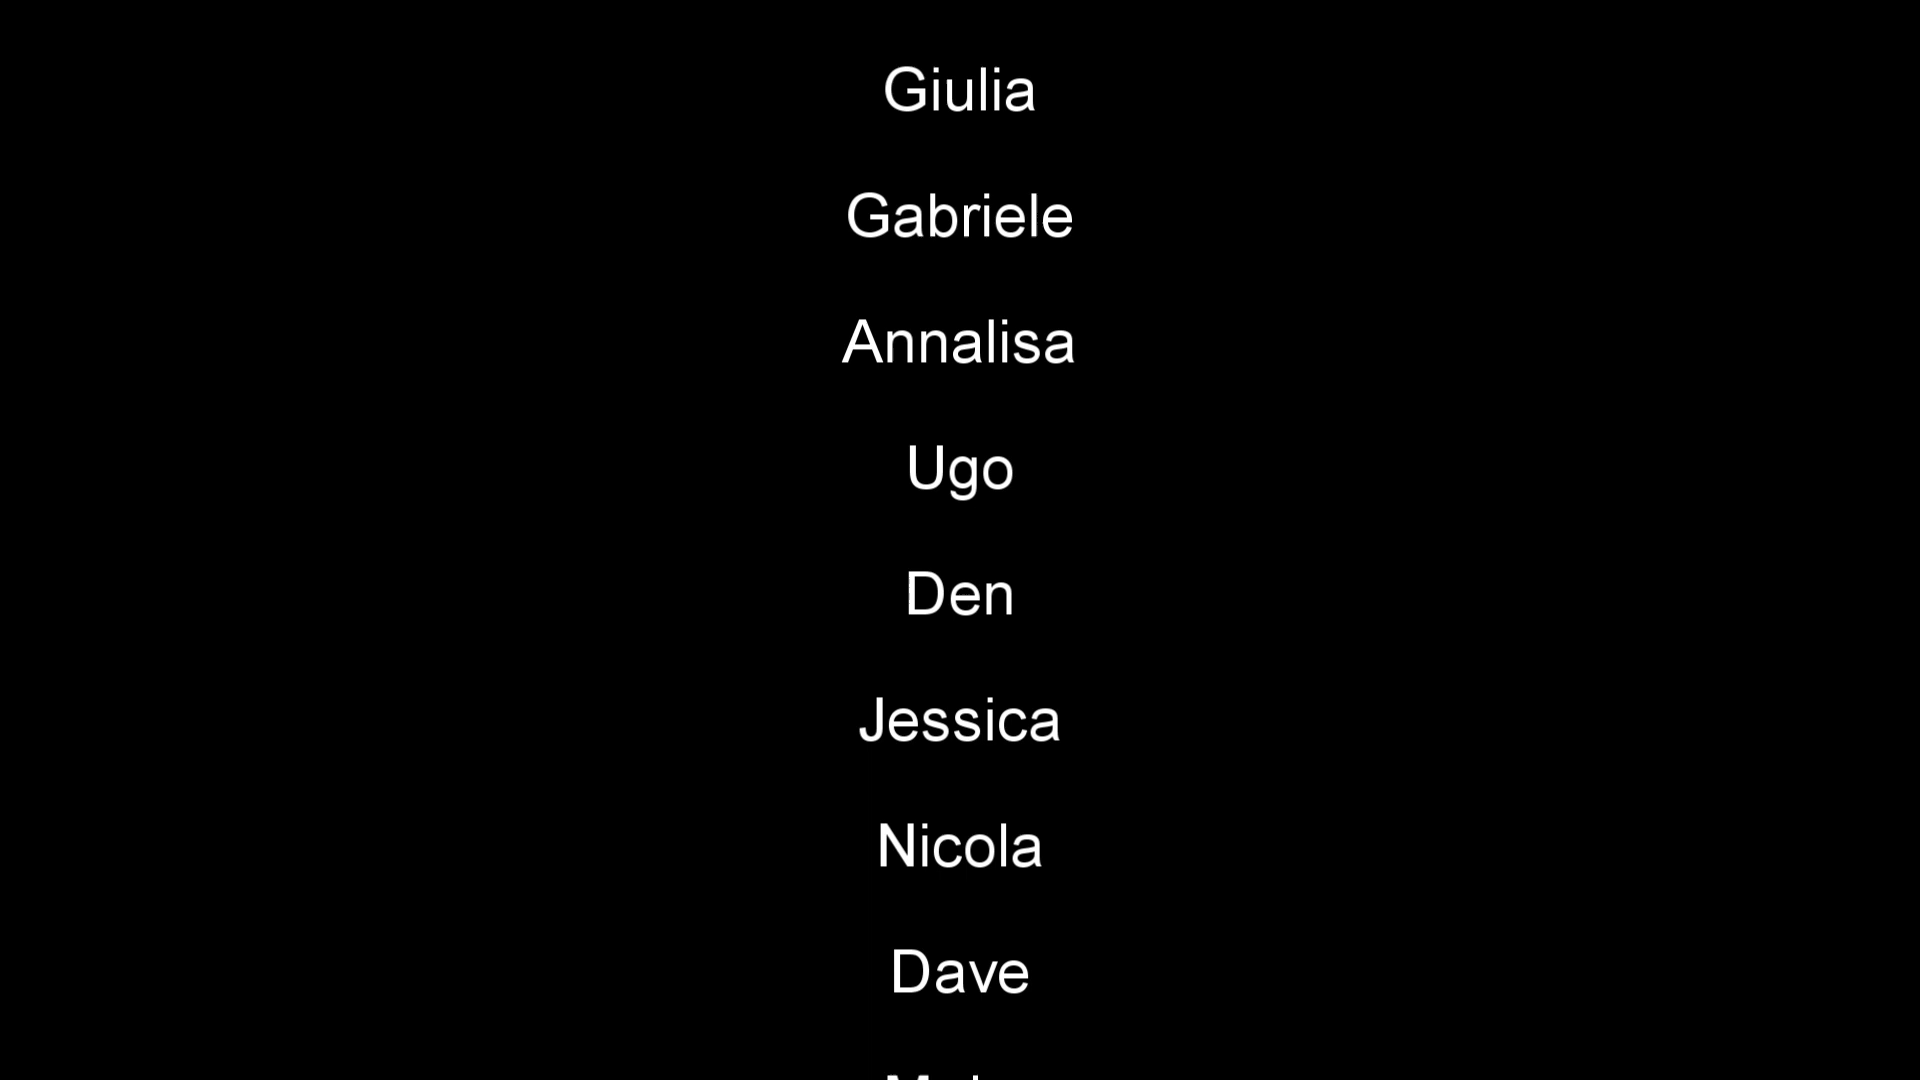 Giulia
Gabriele
Annalisa
Ugo
Den
Jessica
Nicola
Dave